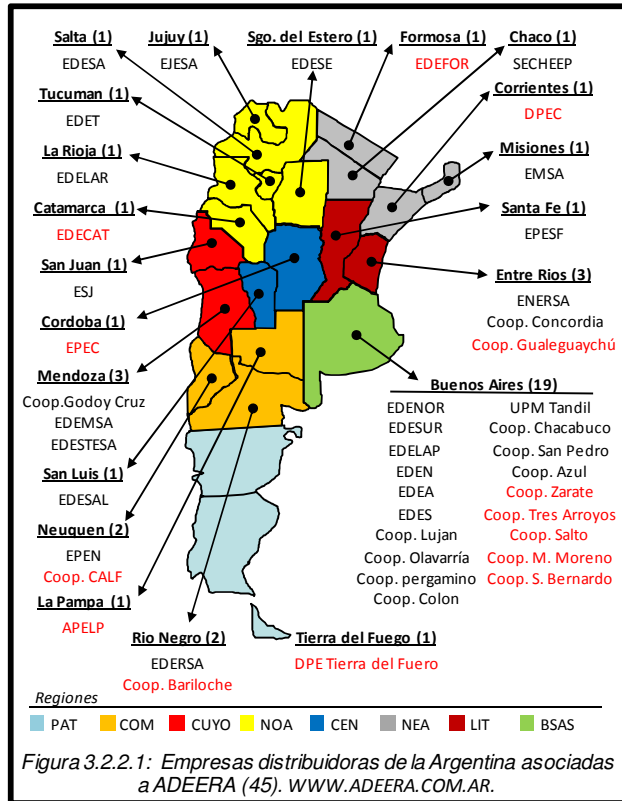 Salta (1)
EDESA
Jujuy (1)
EJESA
Sgo. del Estero (1)
EDESE
Formosa (1)
EDEFOR
Chaco (1)
SECHEEP
Tucuman (1)
EDET
Corrientes (1)
DPEC
La Rioja (1)
EDELAR
Misiones (1)
EMSA
Catamarca (1)
EDECAT
Santa Fe (1)
EPESF
San Juan (1)
ESJ
Entre Rios (3)
ENERSA
Coop. Concordia
Coop. Gualeguaychú
Cordoba (1)
EPEC
Mendoza (3)
Coop.Godoy Cruz
EDEMSA
EDESTESA
Buenos Aires (19)
EDENOR
EDESUR
EDELAP
EDEN
EDEA
EDES
Coop. Lujan
Coop. Olavarría
Coop. pergamino
Coop. Colon
UPM Tandil
Coop. Chacabuco
Coop. San Pedro
Coop. Azul
Coop. Zarate
Coop. Tres Arroyos
Coop. Salto
Coop. M. Moreno
Coop. S. Bernardo
San Luis (1)
EDESAL
Neuquen (2)
EPEN
Coop. CALF
La Pampa (1)
APELP
Rio Negro (2)
EDERSA
Coop. Bariloche
Tierra del Fuego (1)
DPE Tierra del Fuero
Regiones
PAT COM CUYO NOA CEN NEA LIT BSAS
Figura 3.2.2.1: Empresas distribuidoras de la Argentina asociadas
a ADEERA (45). WWW.ADEERA.COM.AR.